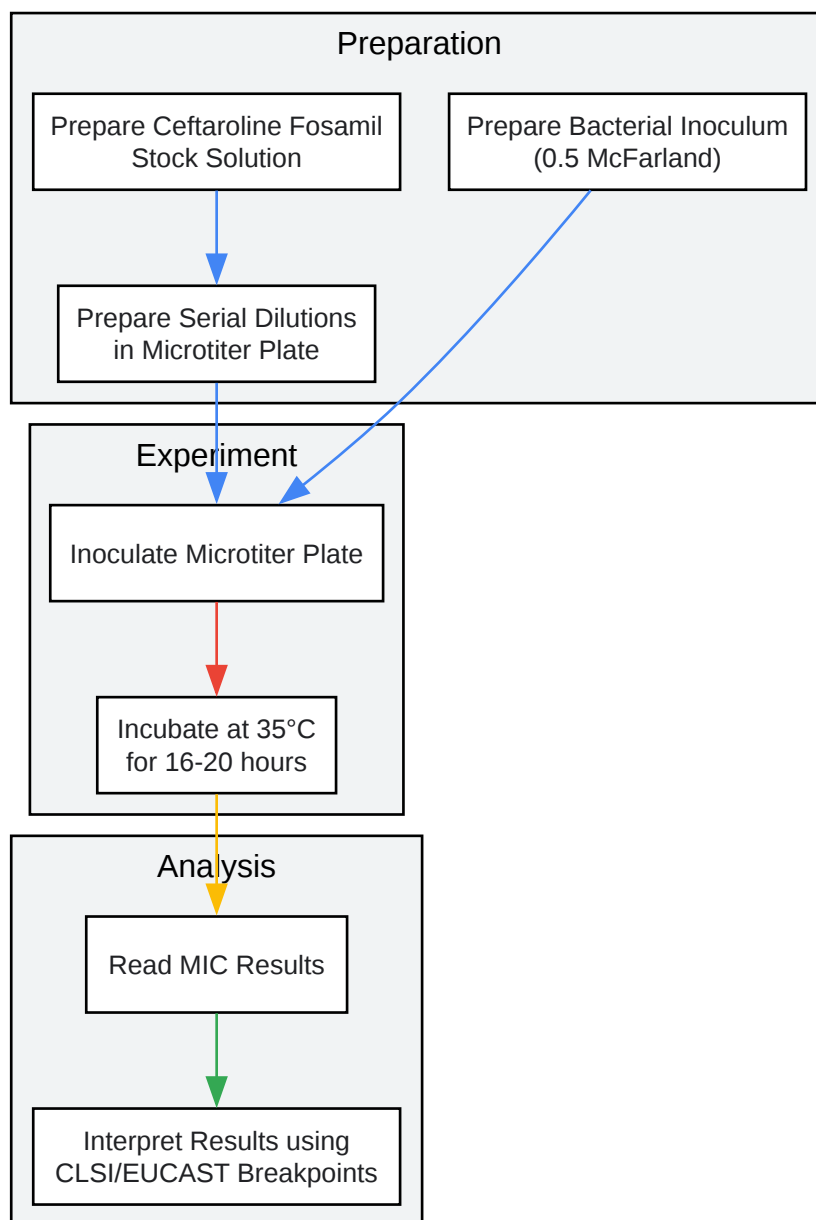 Preparation
Prepare Ceftaroline Fosamil
Stock Solution
Prepare Bacterial Inoculum
(0.5 McFarland)
Prepare Serial Dilutions
in Microtiter Plate
Experiment
Inoculate Microtiter Plate
Incubate at 35°C
for 16-20 hours
Analysis
Read MIC Results
Interpret Results using
CLSI/EUCAST Breakpoints